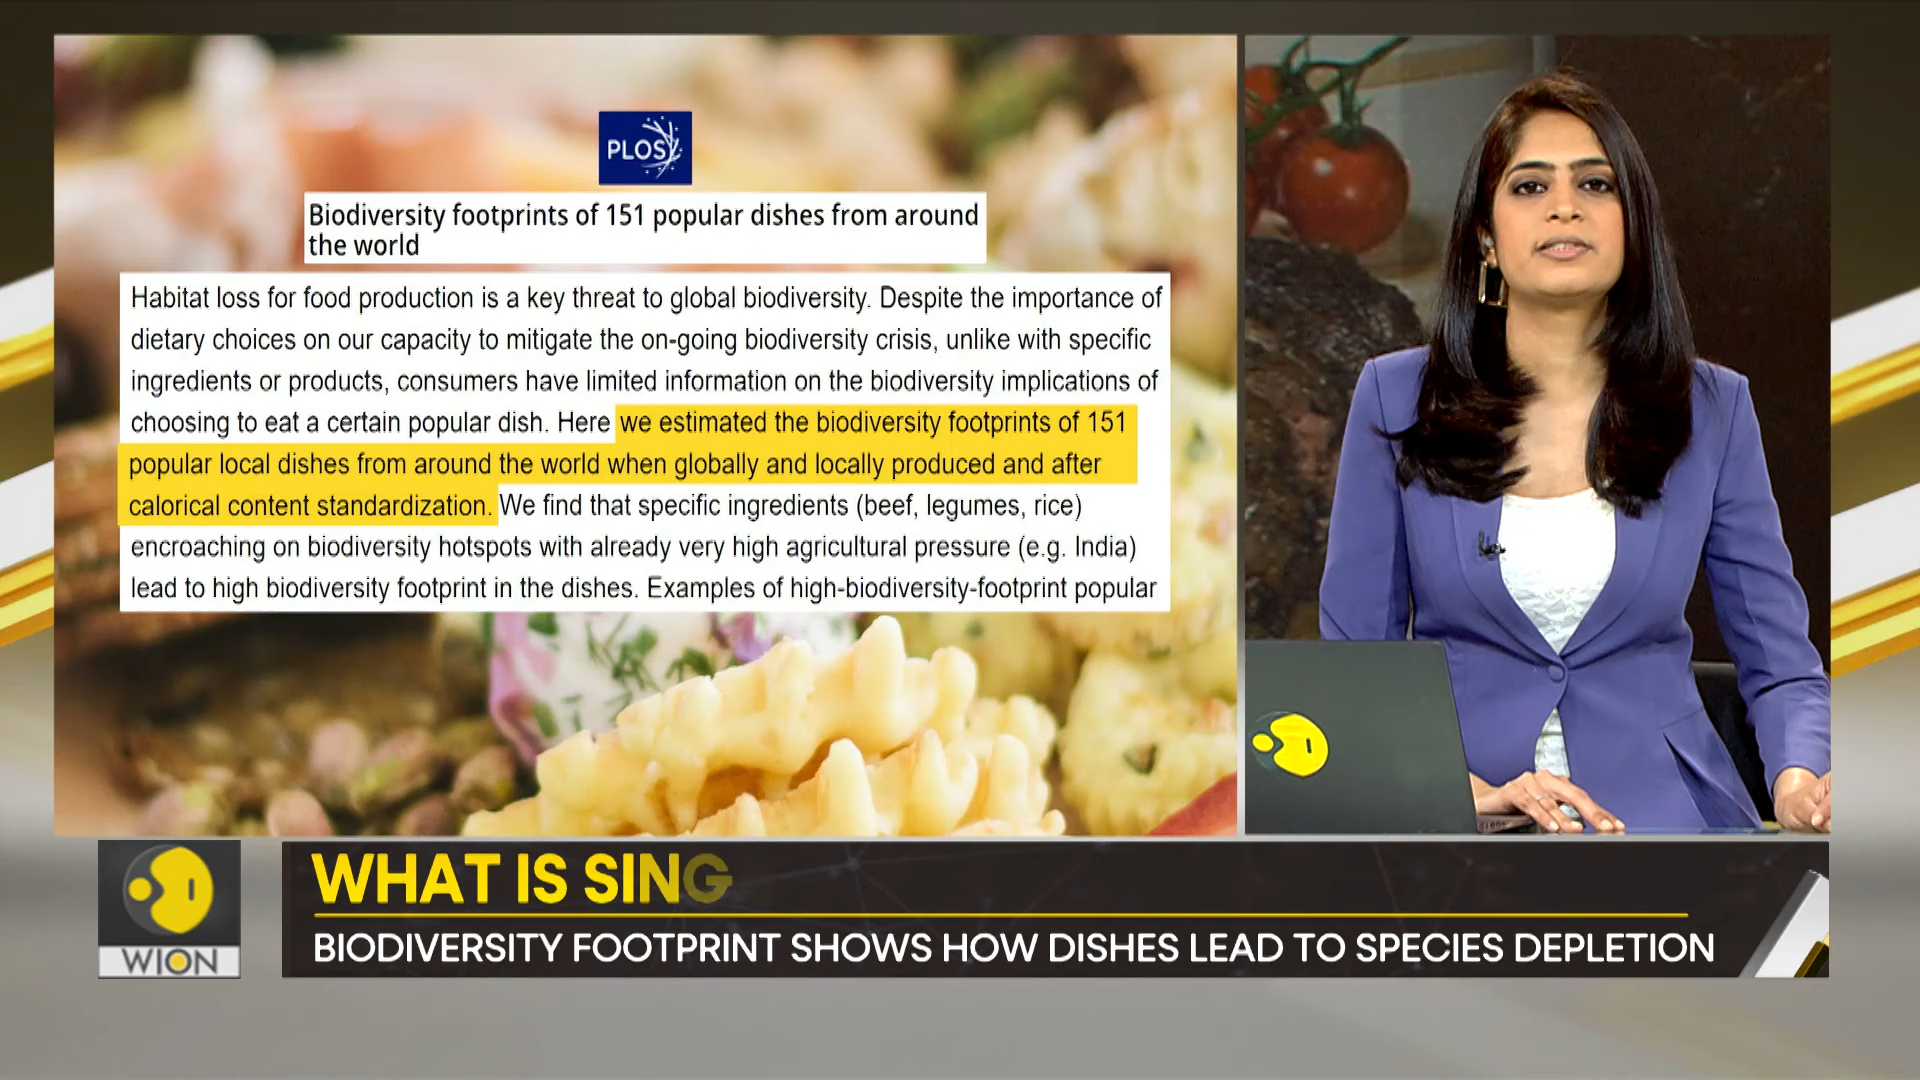 PLOS
Biodiversity footprints of 151 popular dishes from around
the world
Habitat loss for food production is a key threat to global biodiversity. Despite the importance of
dietary choices on our capacity to mitigate the on-going biodiversity crisis, unlike with specific
ingredients or products, consumers have limited information on the biodiversity implications of
choosing to eat a certain popular dish. Here we estimated the biodiversity footprints of 151
popular local dishes from around the world when globally and locally produced and after
calorical content standardization. We find that specific ingredients (beef, legumes, rice)
encroaching on biodiversity hotspots with already very high agricultural pressure (e.g. India)
lead to high biodiversity footprint in the dishes. Examples of high-biodiversity-footprint popular
WHAT IS SING
BIODIVERSITY FOOTPRINT SHOWS HOW DISHES LEAD TO SPECIES DEPLETION
WION